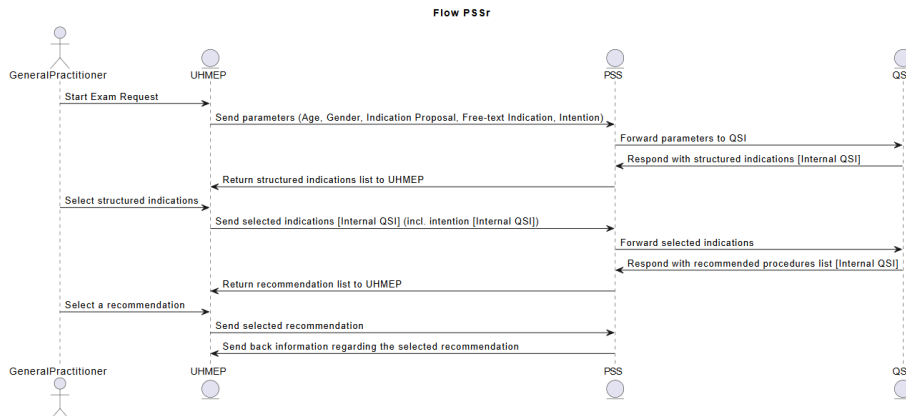 Flow PSSr
GeneralPractitioner UHMEP PSS QS
Start Exam Request
Send parameters (Age, Gender, Indication Proposal, Free-text Indication, Intention)
Forward parameters to QSI
Respond with structured indications [Internal QSI]
Return structured indications list to UHMEP
Select structured indications
Send selected indications [Internal QSI] (incl. intention [Internal QSI])
Forward selected indications
Respond with recommended procedures list [Internal QSI]
Return recommendation list to UHMEP
Select a recommendation
Send selected recommendation
Send back information regarding the selected recommendation
GeneralPractitioner UHMEP PSS QS